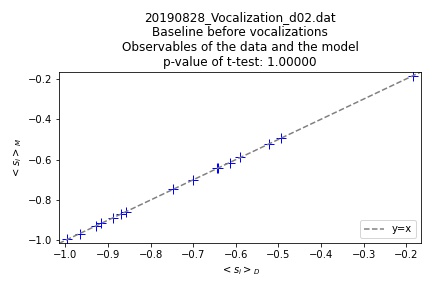 20190828_Vocalization_d02.dat
Baseline before vocalizations
Observables of the data and the model
p-value of t-test: 1.00000
−0.2
−0.4
−0.6
−0.8
−1.0
< s_i >_M
y=x
−1.0 −0.9 −0.8 −0.7 −0.6 −0.5 −0.4 −0.3 −0.2
< s_i >_D